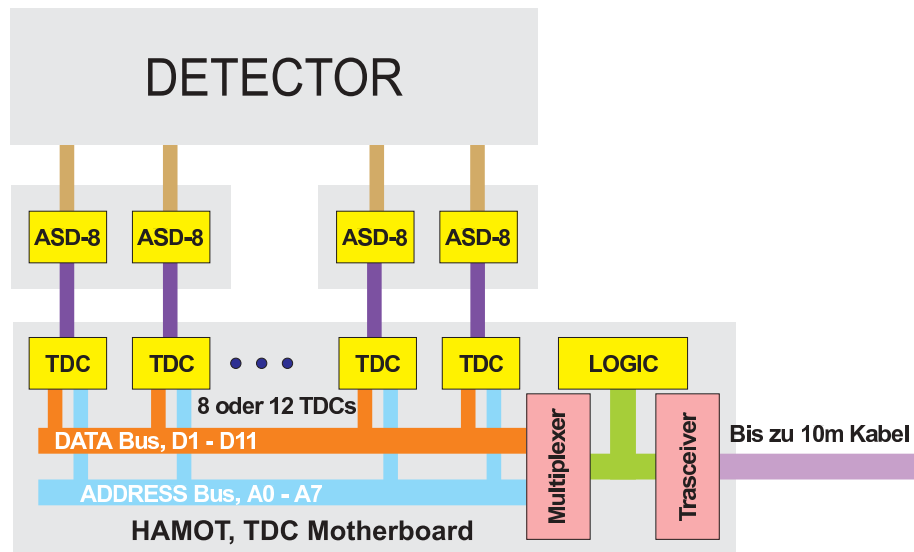 DETECTOR
ASD-8
ASD-8
ASD-8
ASD-8
TDC
TDC
TDC
TDC
LOGIC
8 oder 12 TDCs
DATA Bus, D1 - D11
Bis zu 10m Kabel
Multiplexer
Trasceiver
ADDRESS Bus, A0 - A7
HAMOT, TDC Motherboard